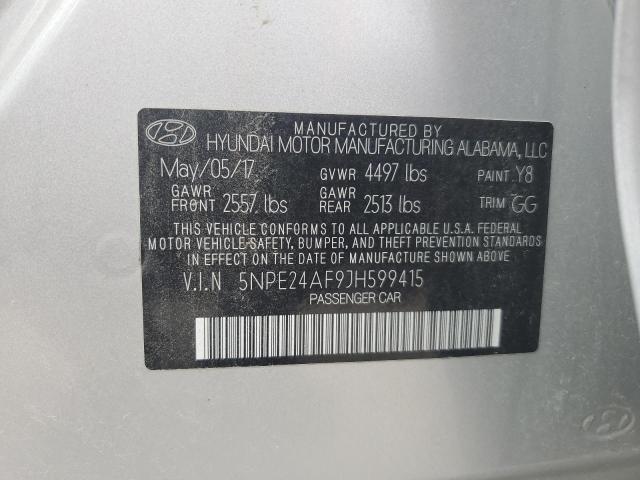 MANUFACTURED BY
HYUNDAI MOTOR MANUFACTURING ALABAMA, LLC
May/05/17 GVWR 4497 lbs PAINT Y8
GAWR FRONT 2557 lbs GAWR REAR 2513 lbs TRIM GG
THIS VEHICLE CONFORMS TO ALL APPLICABLE U.S.A. FEDERAL
MOTOR VEHICLE SAFETY, BUMPER, AND THEFT PREVENTION STANDARDS
IN EFFECT ON THE DATE OF MANUFACTURE SHOWN ABOVE
V.I.N 5NPE24AF9JH599415
PASSENGER CAR